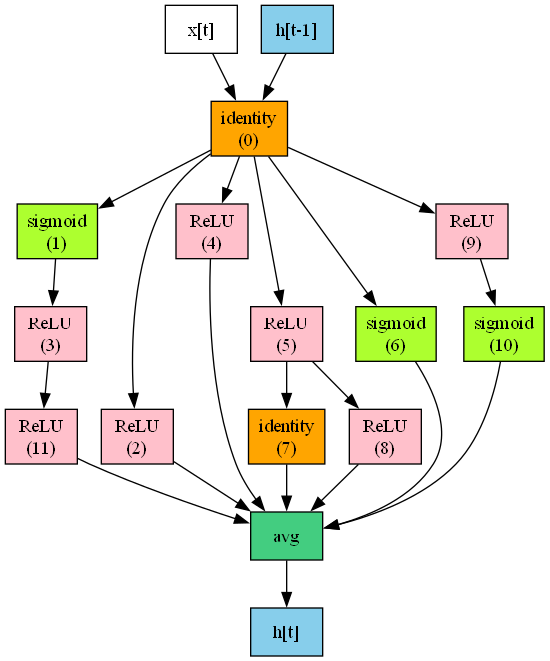 x[t]
h[t-1]
identity
(0)
sigmoid
(1)
ReLU
(4)
ReLU
(9)
ReLU
(3)
ReLU
(5)
sigmoid
(6)
sigmoid
(10)
ReLU
(11)
ReLU
(2)
identity
(7)
ReLU
(8)
avg
h[t]